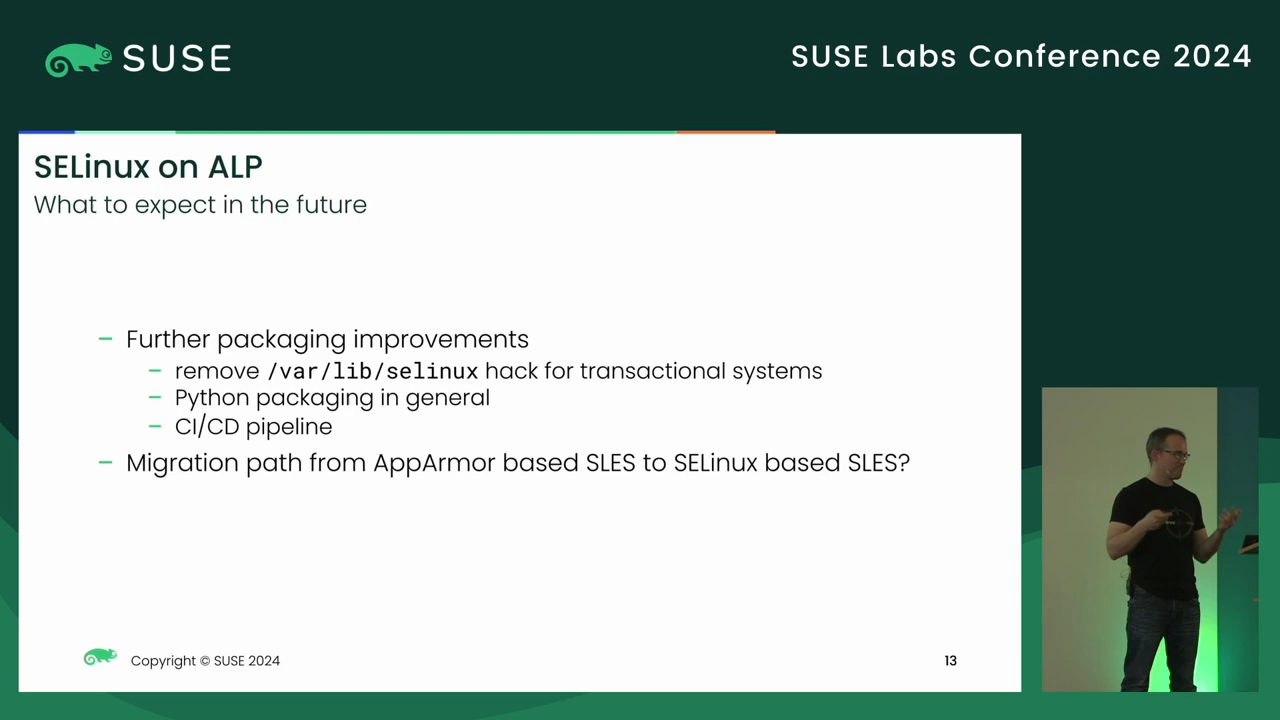 SUSE
SUSE Labs Conference 2024
SELinux on ALP
What to expect in the future
– Further packaging improvements
– remove /var/lib/selinux hack for transactional systems
– Python packaging in general
– CI/CD pipeline
– Migration path from AppArmor based SLES to SELinux based SLES?
Copyright © SUSE 2024
13